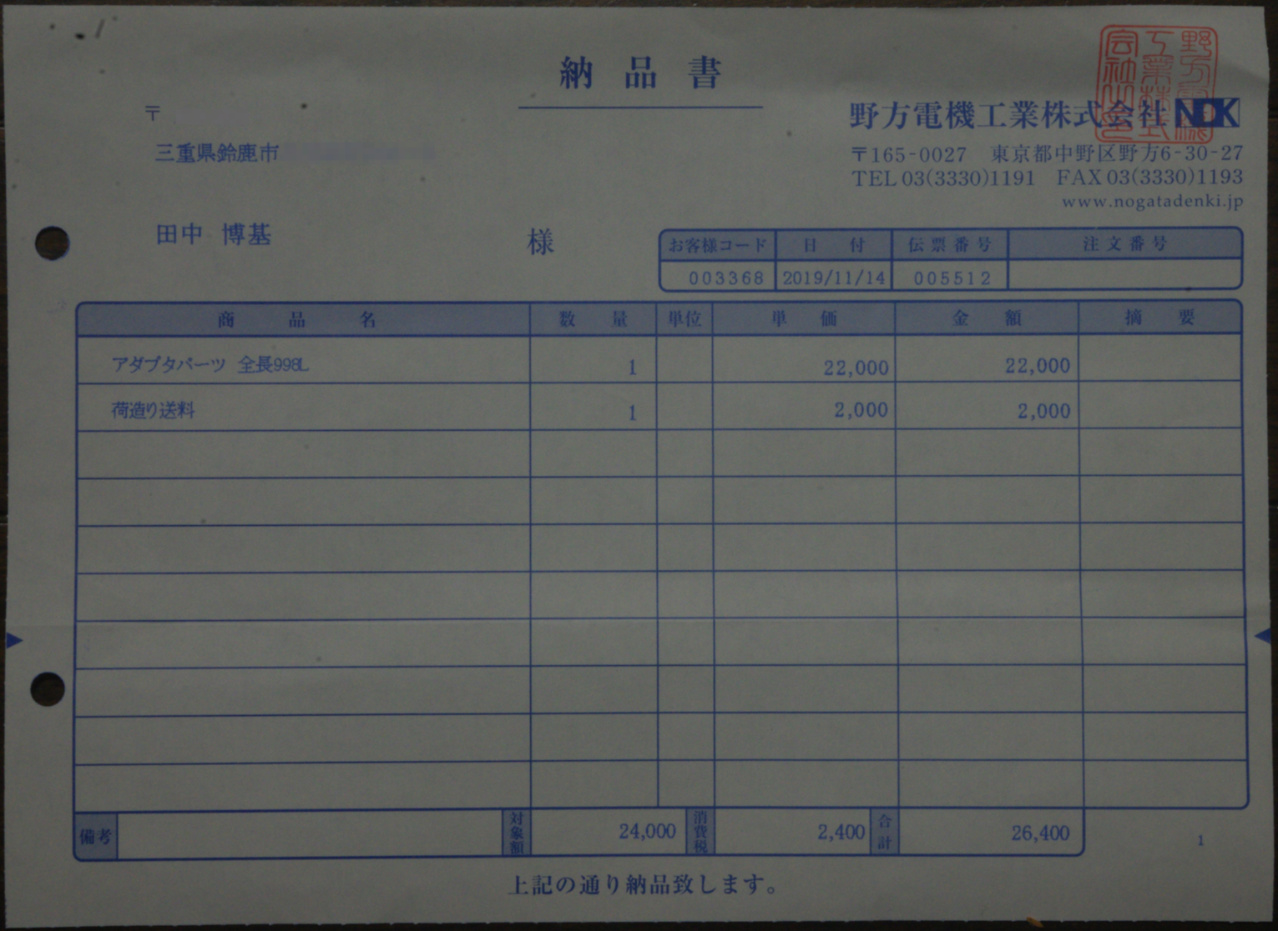 納品書
〒
三重県鈴鹿市
田中 博基 様
野方電機工業株式会社 NDK
〒165-0027 東京都中野区野方6-30-27
TEL 03(3330)1191 FAX 03(3330)1193
www.nogatadenki.jp
お客様コード 日付 伝票番号 注文番号
003368 2019/11/14 005512
商品名 数量 単位 単価 金額 摘要
アダプタパーツ 全長998L 1 22,000 22,000
荷造り送料 1 2,000 2,000
備考 対象額 24,000 消費税 2,400 合計 26,400
1
上記の通り納品致します。